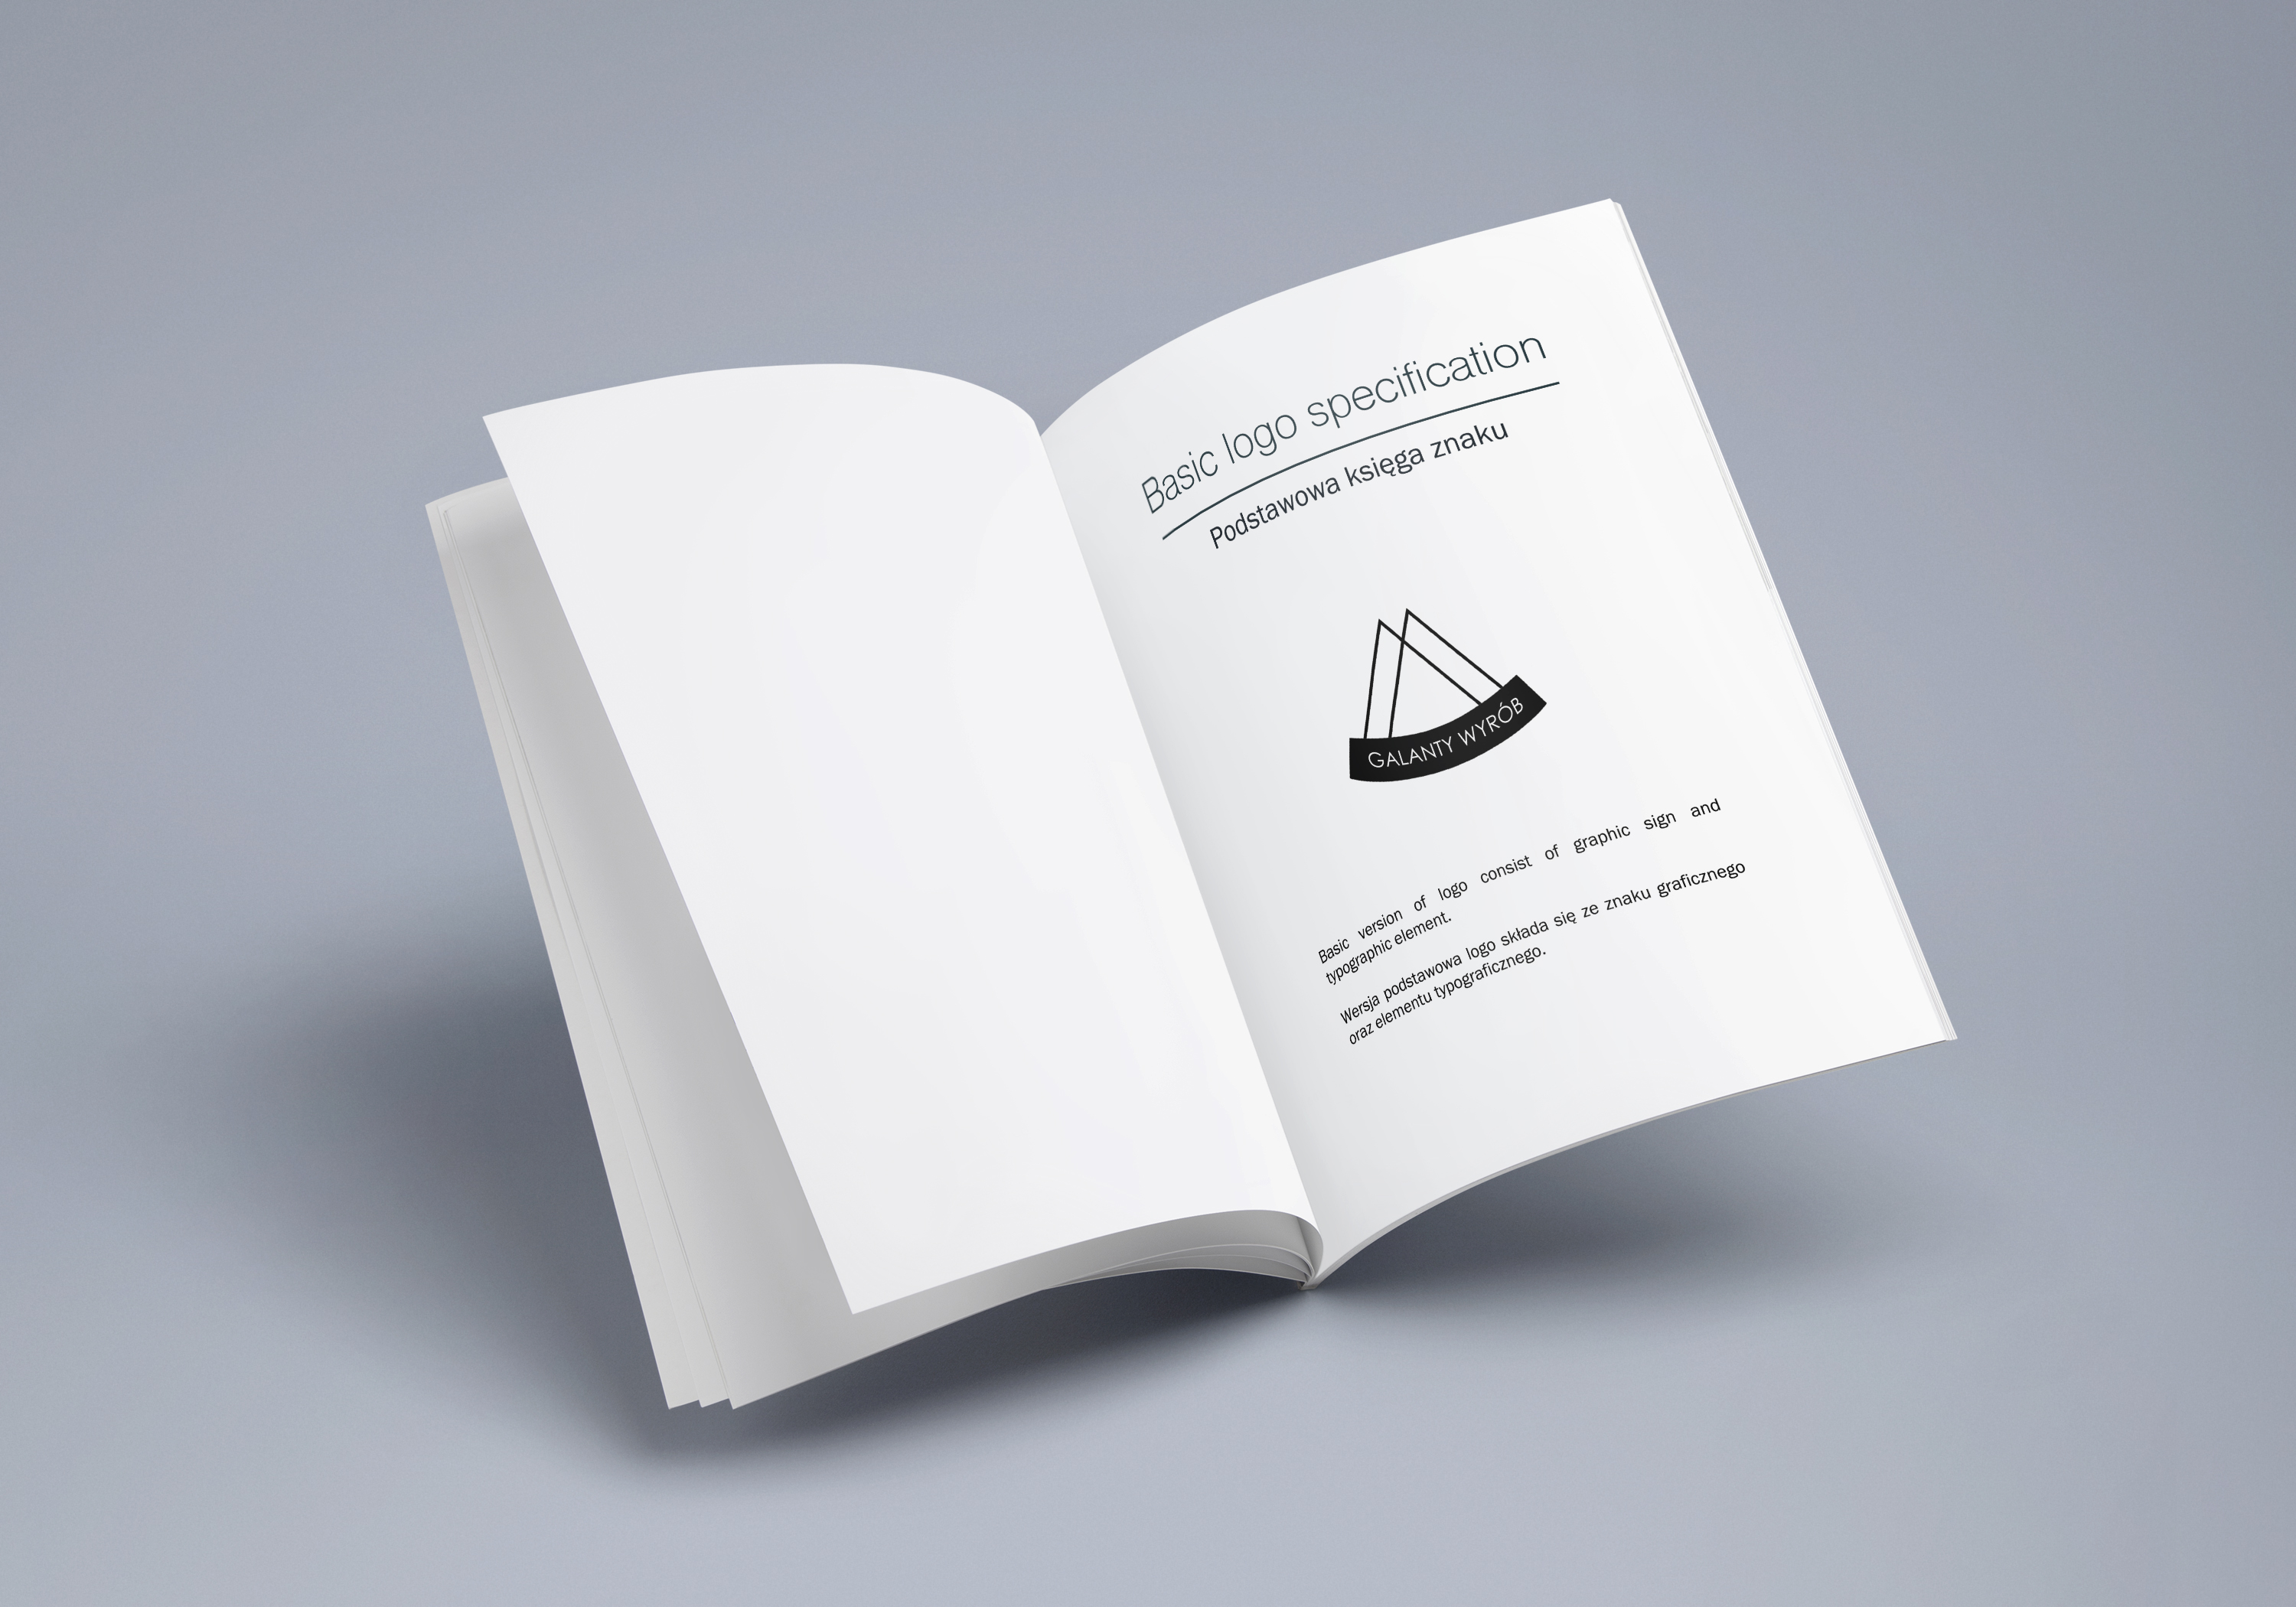 Basic logo specification
Podstawowa księga znaku
GALANTY WYRÓB
Basic version of logo consist of graphic sign and
typographic element.
Wersja podstawowa logo składa się ze znaku graficznego
oraz elementu typograficznego.